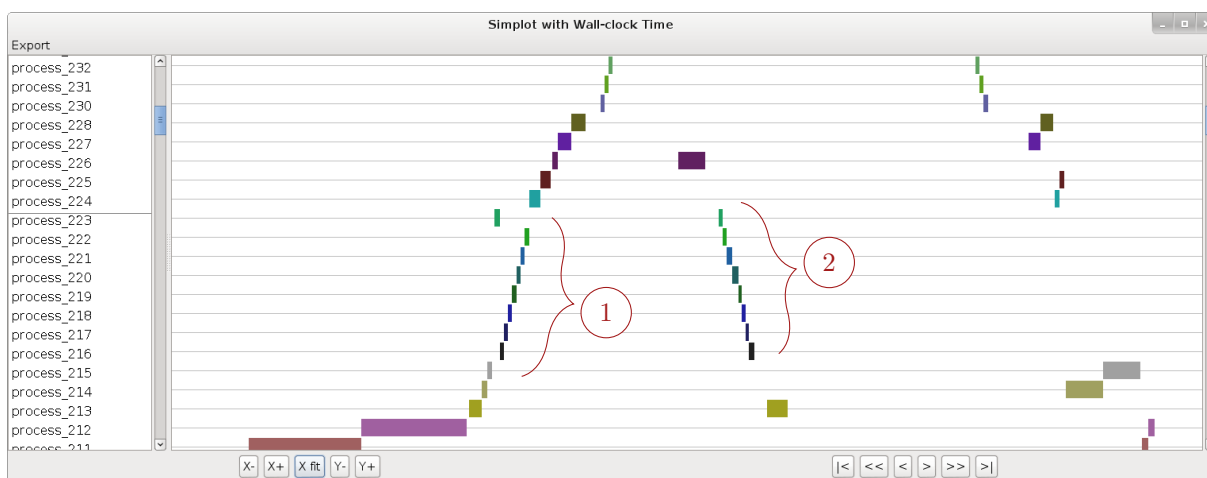 Simplot with Wall-clock Time
Export
process_232
process_231
process_230
process_228
process_227
process_226
process_225
process_224
process_223
process_222
process_221
process_220
process_219
process_218
process_217
process_216
process_215
process_214
process_213
process_212
process_211
1
2
X- X+ X fit Y- Y+ |< << < > >> >|